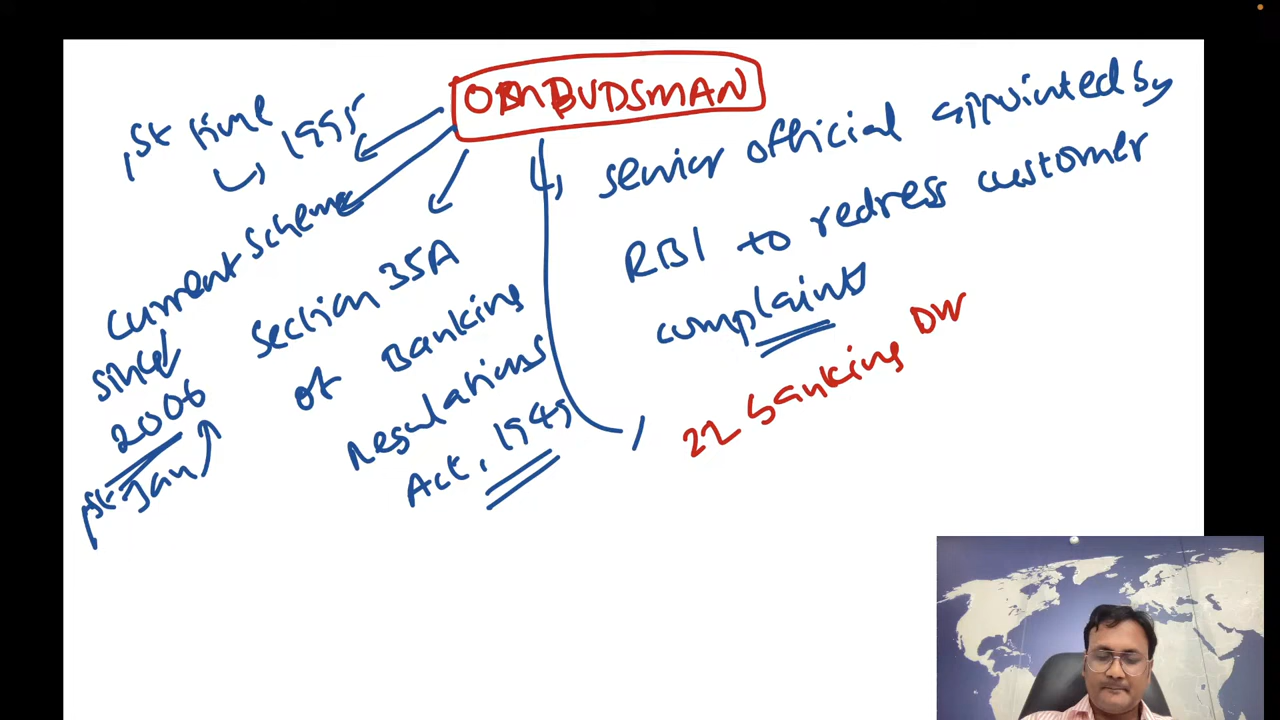 OMBUDSMAN
1st time
1995
current scheme
since
2006
1st Jan
section 35A
of Banking
Regulations
Act, 1949
senior official appointed by
RBI to redress customer
complaints
22 banking